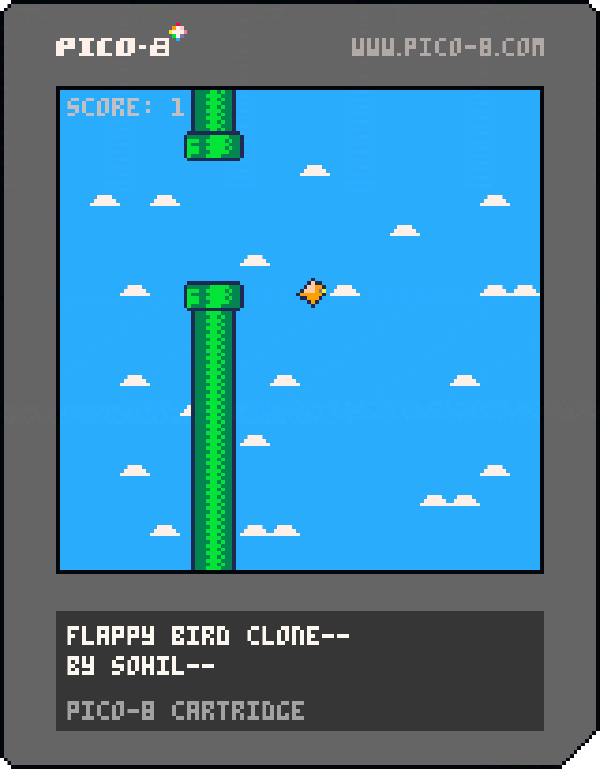 PICO-8
WWW.PICO-8.COM
SCORE: 1
FLAPPY BIRD CLONE--
BY SOHIL--
PICO-8 CARTRIDGE